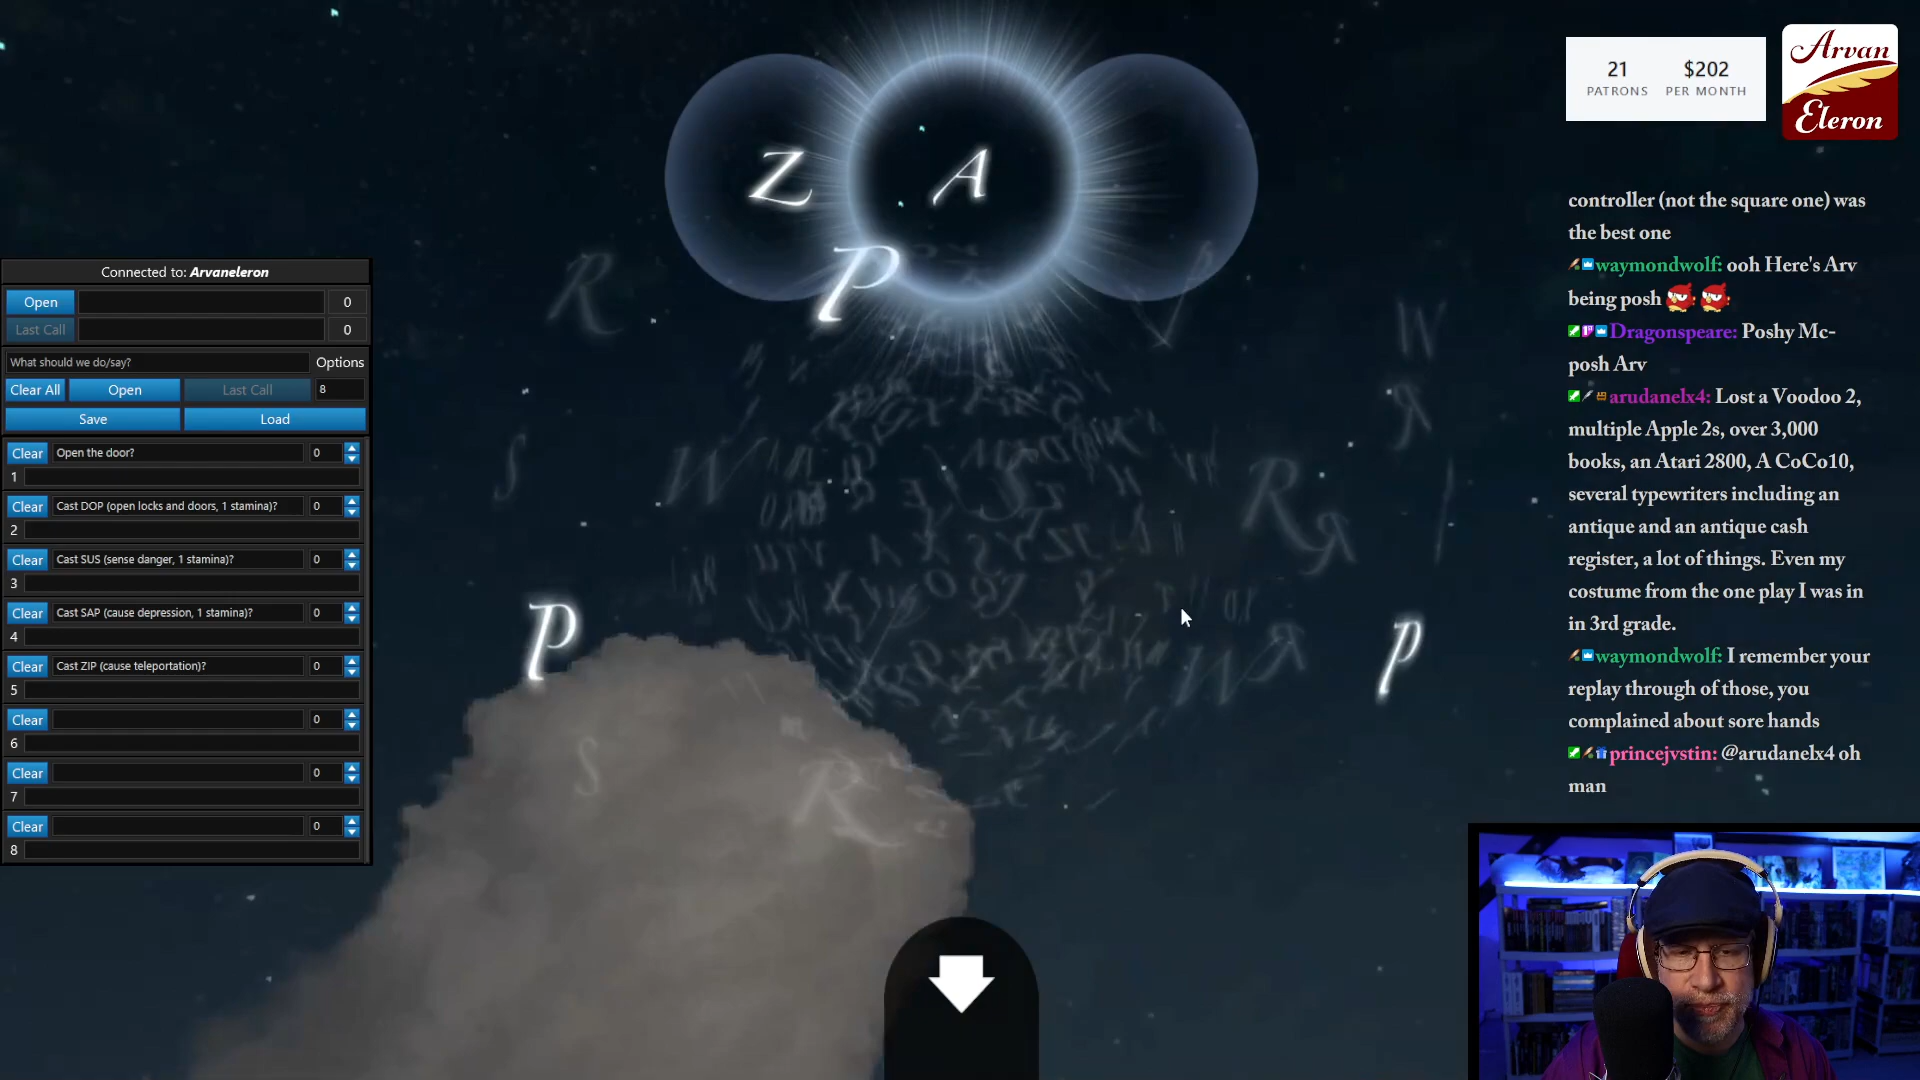 Z A
P
P
P
Connected to: Arvaneleron
Open 0
Last Call 0
What should we do/say? Options
Clear All Open Last Call 8
Save Load
Clear Open the door? 0
1
Clear Cast DOP (open locks and doors, 1 stamina)? 0
2
Clear Cast SUS (sense danger, 1 stamina)? 0
3
Clear Cast SAP (cause depression, 1 stamina)? 0
4
Clear Cast ZIP (cause teleportation)? 0
5
Clear 0
6
Clear 0
7
Clear 0
8
21 $202
PATRONS PER MONTH
Arvan
Eleron
controller (not the square one) was
the best one
waymondwolf: ooh Here's Arv
being posh
Dragonspeare: Poshy Mc-
posh Arv
arudanelx4: Lost a Voodoo 2,
multiple Apple 2s, over 3,000
books, an Atari 2800, A CoCo10,
several typewriters including an
antique and an antique cash
register, a lot of things. Even my
costume from the one play I was in
in 3rd grade.
waymondwolf: I remember your
replay through of those, you
complained about sore hands
princejvstin: @arudanelx4 oh
man